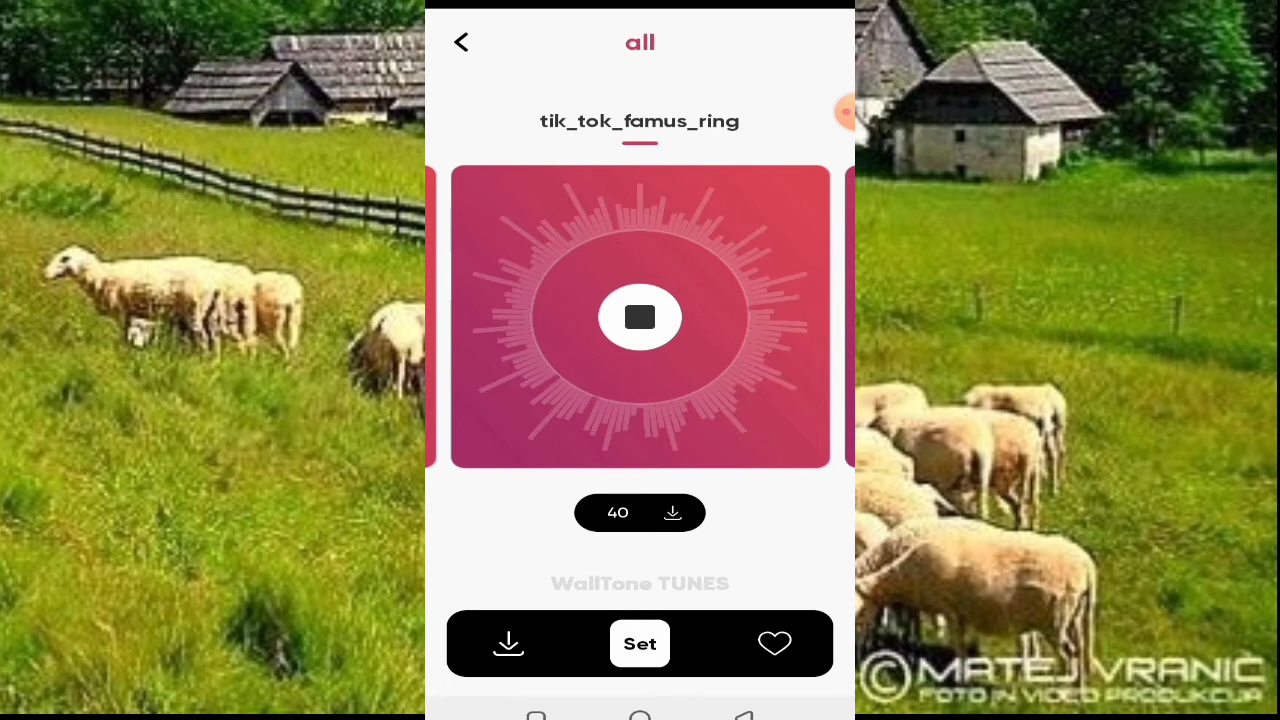 all
tik_tok_famus_ring
40
WallTone TUNES
Set
© MATEJ VRANIČ
FOTO IN VIDEO PRODUKCIJA